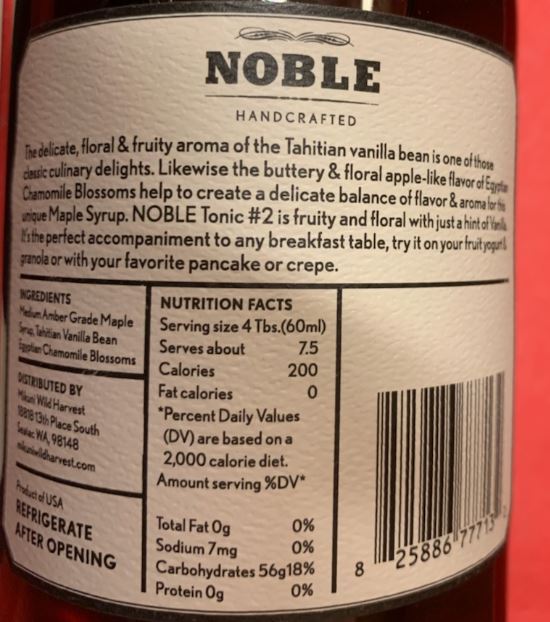 NOBLE
HANDCRAFTED
The delicate, floral & fruity aroma of the Tahitian vanilla bean is one of those
classic culinary delights. Likewise the buttery & floral apple-like flavor of Egyptian
Chamomile Blossoms help to create a delicate balance of flavor & aroma for this
unique Maple Syrup. NOBLE Tonic #2 is fruity and floral with just a hint of Vanilla.
It's the perfect accompaniment to any breakfast table, try it on your fruit yogurt &
granola or with your favorite pancake or crepe.
INGREDIENTS
Medium Amber Grade Maple
Syrup, Tahitian Vanilla Bean
Egyptian Chamomile Blossoms
DISTRIBUTED BY
Mikuni Wild Harvest
18818 13th Place South
Seatac WA, 98148
mikuniwildharvest.com
Product of USA
REFRIGERATE
AFTER OPENING
NUTRITION FACTS
Serving size 4 Tbs.(60ml)
Serves about 7.5
Calories 200
Fat calories 0
*Percent Daily Values
(DV) are based on a
2,000 calorie diet.
Amount serving %DV*
Total Fat 0g 0%
Sodium 7mg 0%
Carbohydrates 56g18%
Protein 0g 0%
8 25886 77713